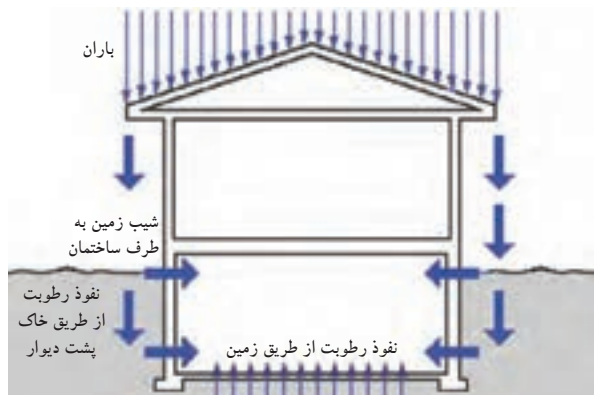 باران
شیب زمین به
طرف ساختمان
نفوذ رطوبت
از طریق خاک
پشت دیوار
نفوذ رطوبت از طریق زمین